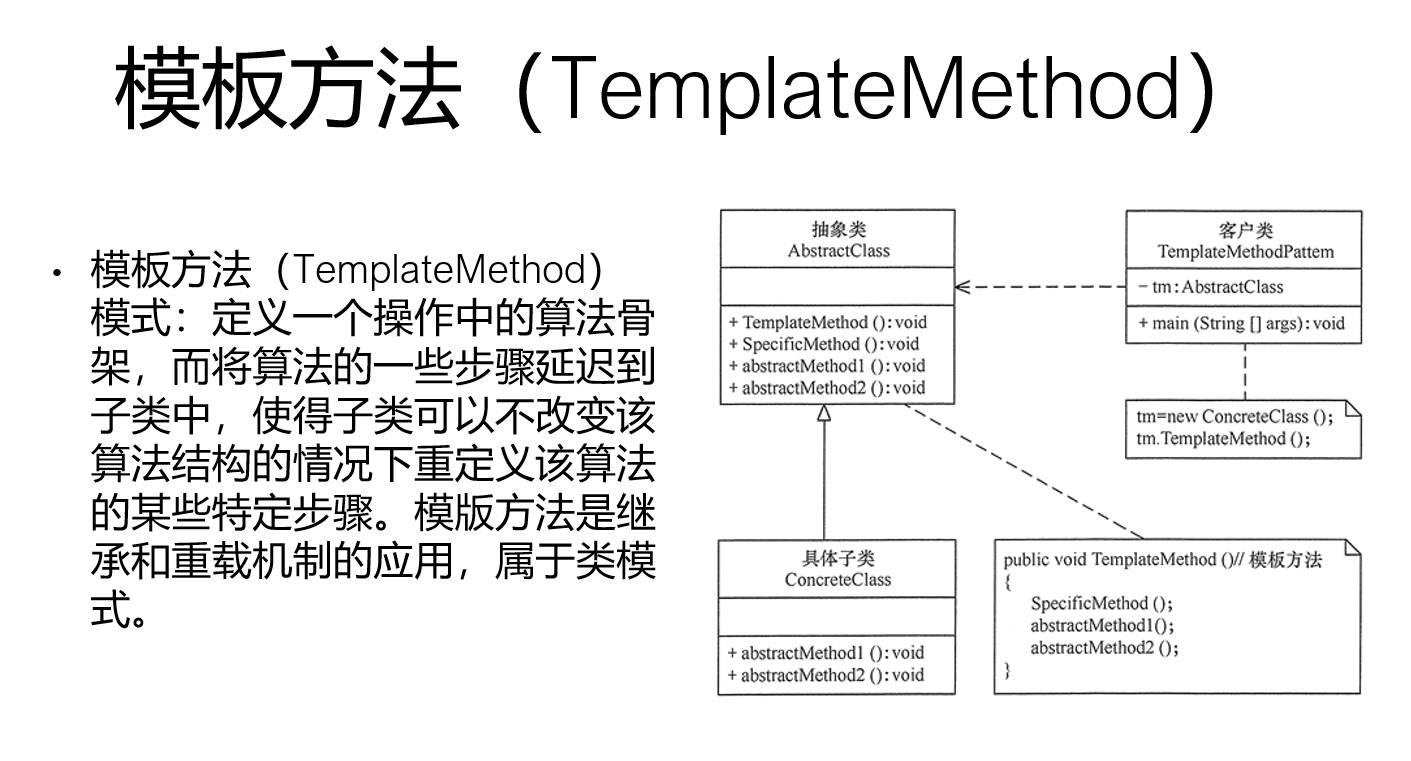 模板方法（TemplateMethod）
• 模板方法（TemplateMethod）
模式：定义一个操作中的算法骨
架，而将算法的一些步骤延迟到
子类中，使得子类可以不改变该
算法结构的情况下重定义该算法
的某些特定步骤。模版方法是继
承和重载机制的应用，属于类模
式。
抽象类
AbstractClass
+ TemplateMethod ():void
+ SpecificMethod ():void
+ abstractMethod1 ():void
+ abstractMethod2 ():void
客户类
TemplateMethodPattem
- tm:AbstractClass
+ main (String [] args):void
tm=new ConcreteClass ();
tm.TemplateMethod ();
具体子类
ConcreteClass
+ abstractMethod1 ():void
+ abstractMethod2 ():void
public void TemplateMethod ()// 模板方法
{
SpecificMethod ();
abstractMethod1();
abstractMethod2 ();
}